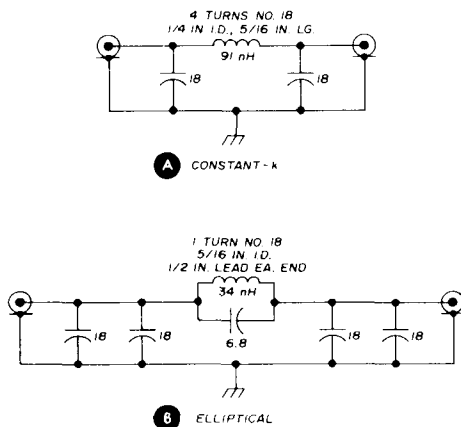 4 TURNS NO. 18
1/4 IN I.D., 5/16 IN. LG.
91 nH
18
18
A CONSTANT-k
1 TURN NO. 18
5/16 IN. I.D.
1/2 IN. LEAD EA. END
34 nH
6.8
18
18
18
18
B ELLIPTICAL